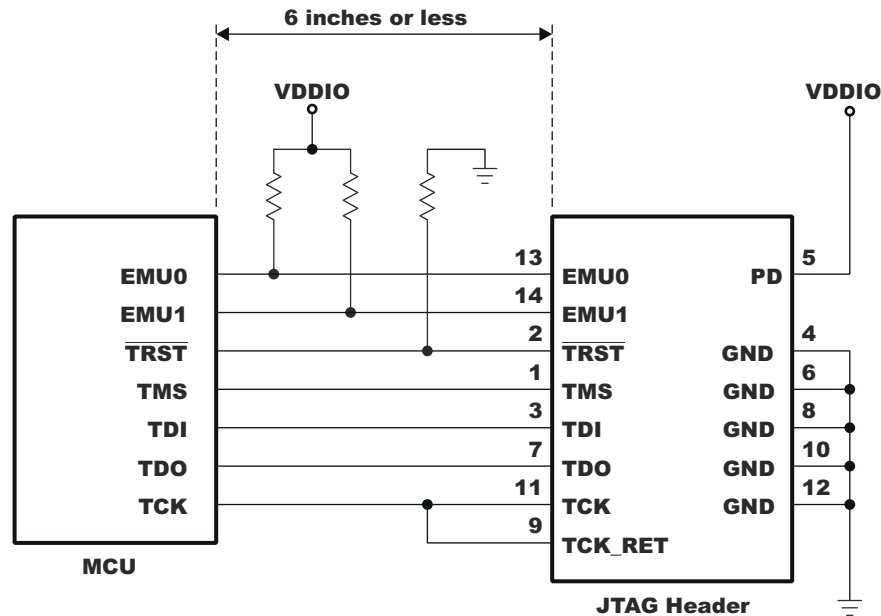 6 inches or less
VDDIO
VDDIO
13
EMU0
EMU0
PD
5
14
EMU1
EMU1
2
TRST
TRST
GND
4
1
TMS
TMS
GND
6
3
TDI
TDI
GND
8
7
TDO
TDO
GND
10
11
TCK
TCK
GND
12
9
TCK_RET
MCU
JTAG Header